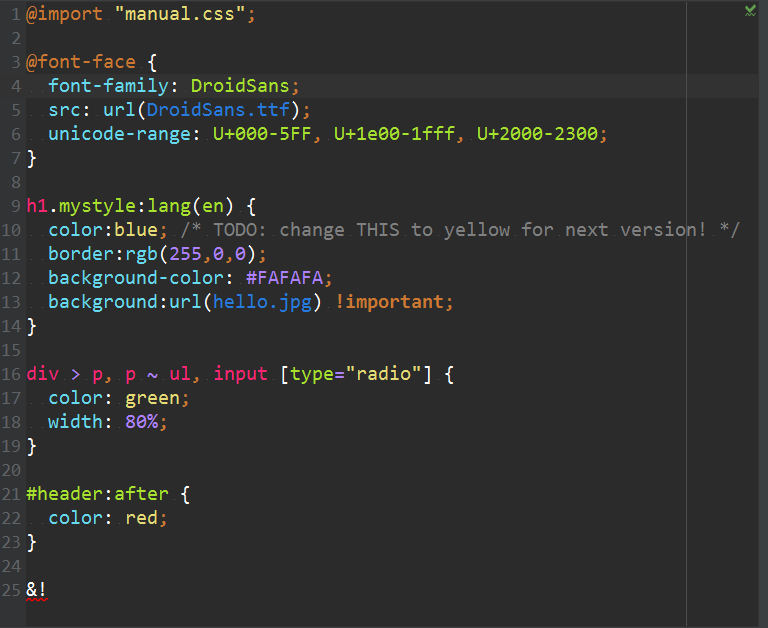 1 @import "manual.css";
2
3 @font-face {
4   font-family: DroidSans;
5   src: url(DroidSans.ttf);
6   unicode-range: U+000-5FF, U+1e00-1fff, U+2000-2300;
7 }
8
9 h1.mystyle:lang(en) {
10   color:blue; /* TODO: change THIS to yellow for next version! */
11   border:rgb(255,0,0);
12   background-color: #FAFAFA;
13   background:url(hello.jpg) !important;
14 }
15
16 div > p, p ~ ul, input [type="radio"] {
17   color: green;
18   width: 80%;
19 }
20
21 #header:after {
22   color: red;
23 }
24
25 &!